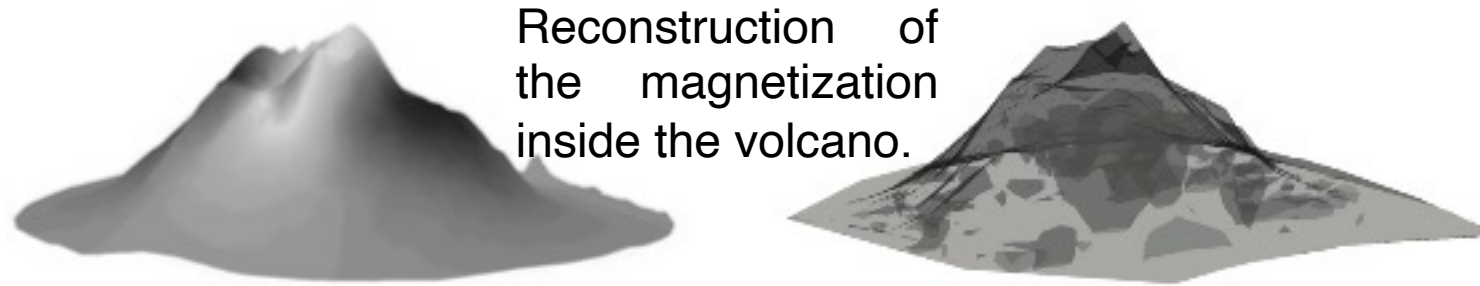 Reconstruction of
the magnetization
inside the volcano.